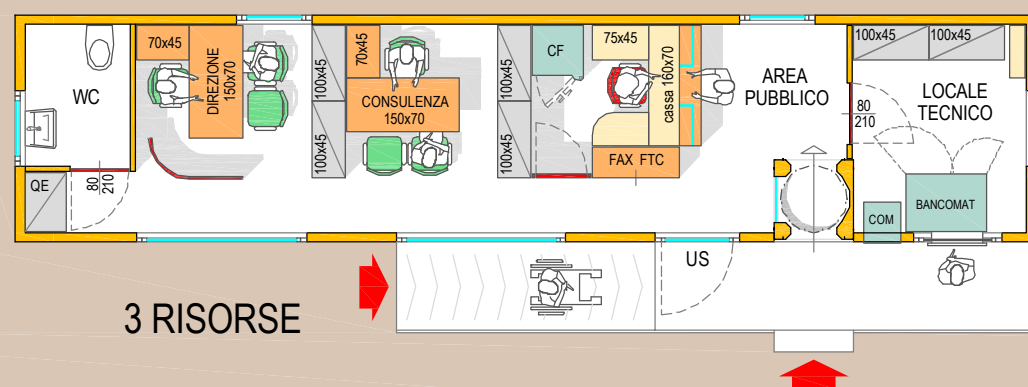 WC
QE
80
210
70x45
DIREZIONE
150x70
100x45
100x45
70x45
CONSULENZA
150x70
100x45
100x45
CF
75x45
cassa 160x70
FAX FTC
AREA
PUBBLICO
100x45
100x45
80
210
LOCALE
TECNICO
COM
BANCOMAT
US
3 RISORSE